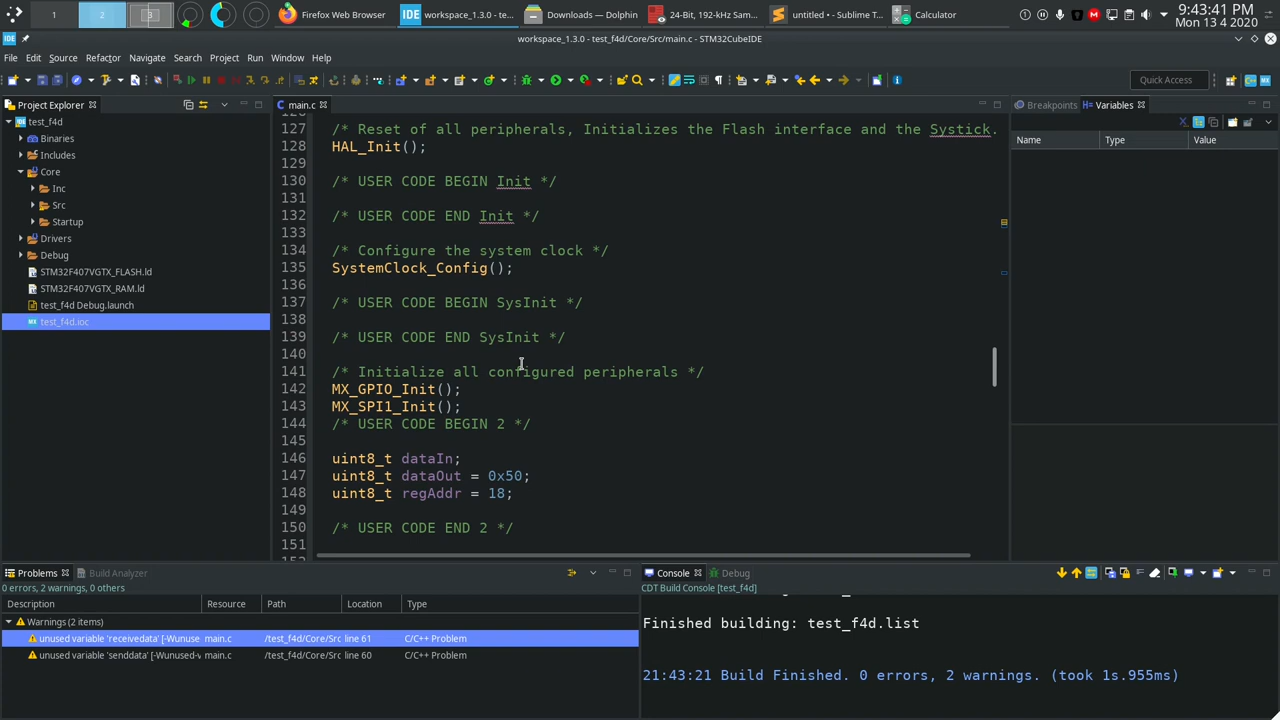 1
2
3
Firefox Web Browser
IDE workspace_1.3.0 - te...
Downloads — Dolphin
24-Bit, 192-kHz Sam...
untitled • - Sublime T...
Calculator
9:43:41 PM
Mon 13 4 2020
IDE
workspace_1.3.0 - test_f4d/Core/Src/main.c - STM32CubeIDE
File Edit Source Refactor Navigate Search Project Run Window Help
Quick Access
Project Explorer
main.c
Breakpoints
Variables
Name Type Value
test_f4d
Binaries
Includes
Core
Inc
Src
Startup
Drivers
Debug
STM32F407VGTX_FLASH.ld
STM32F407VGTX_RAM.ld
test_f4d Debug.launch
test_f4d.ioc
127 /* Reset of all peripherals, Initializes the Flash interface and the Systick.
128 HAL_Init();
129
130 /* USER CODE BEGIN Init */
131
132 /* USER CODE END Init */
133
134 /* Configure the system clock */
135 SystemClock_Config();
136
137 /* USER CODE BEGIN SysInit */
138
139 /* USER CODE END SysInit */
140
141 /* Initialize all configured peripherals */
142 MX_GPIO_Init();
143 MX_SPI1_Init();
144 /* USER CODE BEGIN 2 */
145
146 uint8_t dataIn;
147 uint8_t dataOut = 0x50;
148 uint8_t regAddr = 18;
149
150 /* USER CODE END 2 */
151
Problems
Build Analyzer
0 errors, 2 warnings, 0 others
Description Resource Path Location Type
Warnings (2 items)
unused variable 'receivedata' [-Wunuse main.c /test_f4d/Core/Src line 61 C/C++ Problem
unused variable 'senddata' [-Wunused-v main.c /test_f4d/Core/Src line 60 C/C++ Problem
Console
Debug
CDT Build Console [test_f4d]
Finished building: test_f4d.list
21:43:21 Build Finished. 0 errors, 2 warnings. (took 1s.955ms)